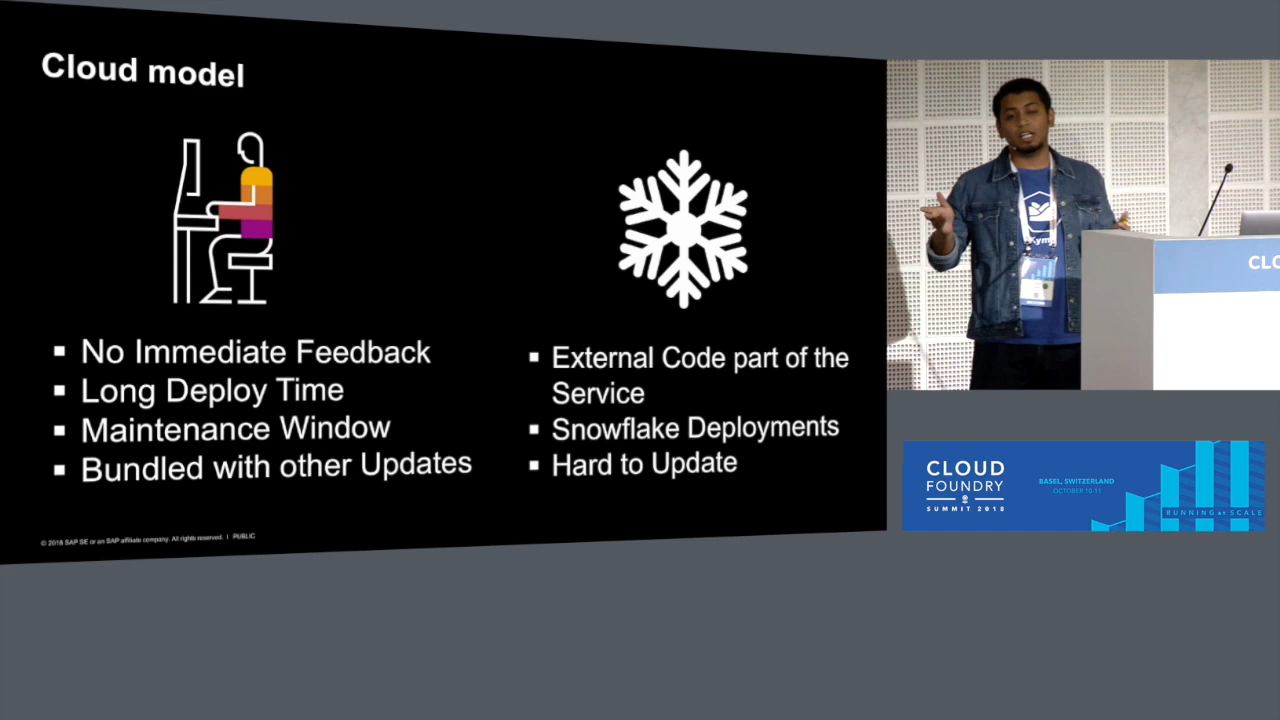 Cloud model
No Immediate Feedback
Long Deploy Time
Maintenance Window
Bundled with other Updates
External Code part of the
Service
Snowflake Deployments
Hard to Update
© 2018 SAP SE or an SAP affiliate company. All rights reserved. | PUBLIC
CLO
CLOUD
FOUNDRY
SUMMIT 2018
BASEL, SWITZERLAND
OCTOBER 10-11
RUNNING at SCALE